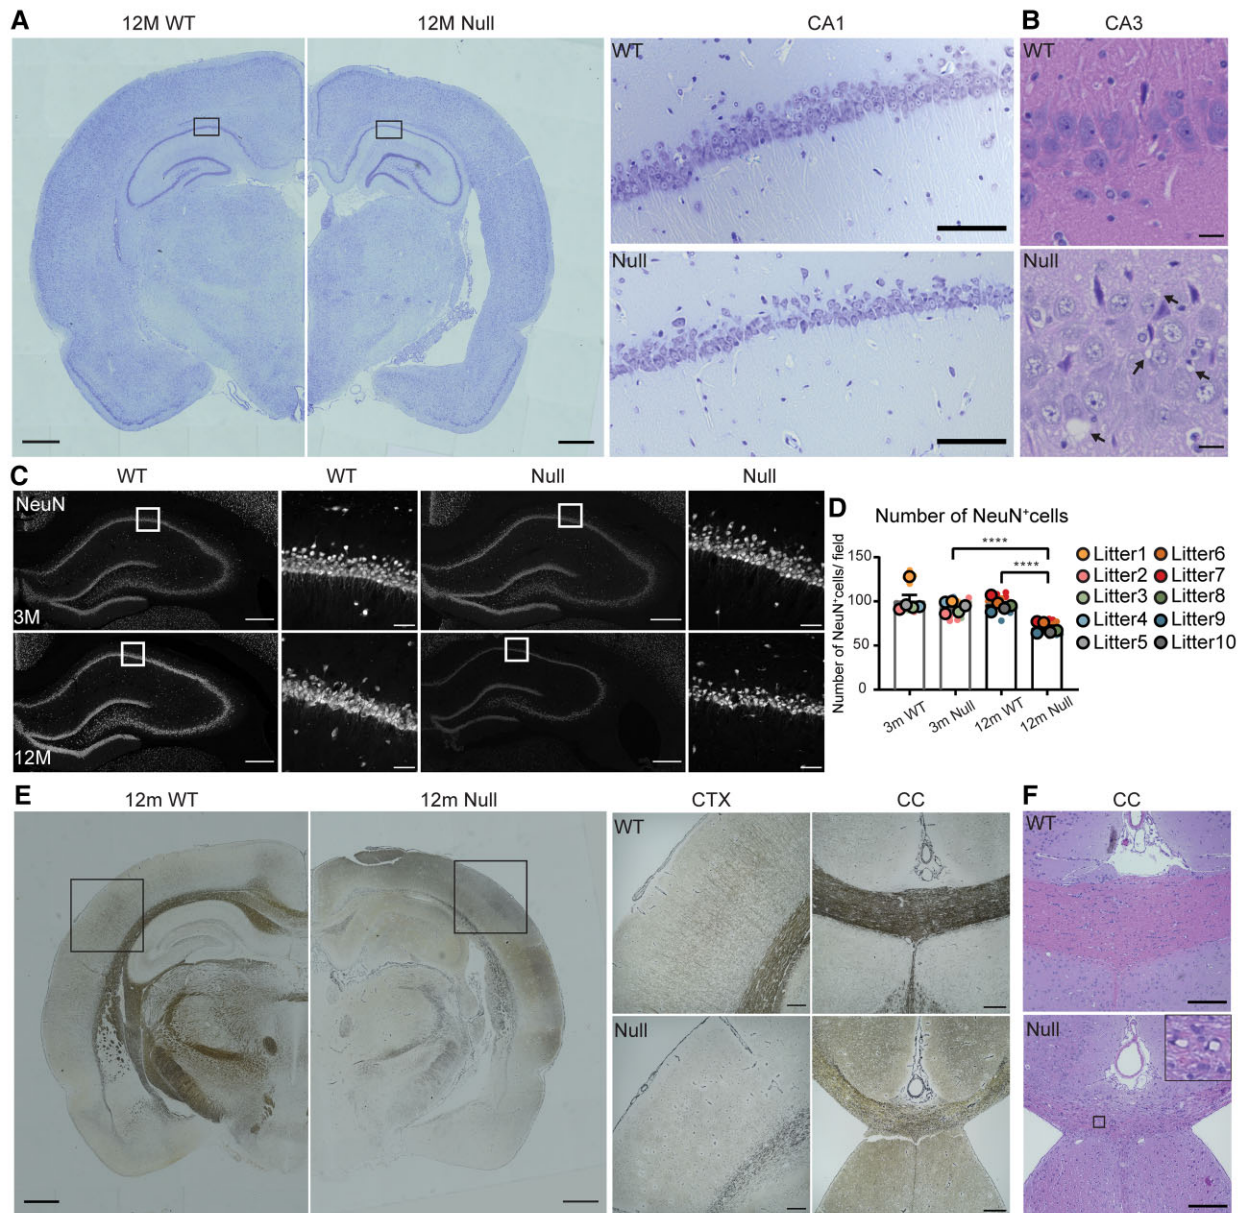 A
12M WT
12M Null
CA1
WT
Null
B
CA3
WT
Null
C
WT
WT
Null
Null
NeuN
3M
12M
D
Number of NeuN⁺cells
Number of NeuN⁺cells/ field
150
100
50
0
****
****
3m WT
3m Null
12m WT
12m Null
Litter1
Litter2
Litter3
Litter4
Litter5
Litter6
Litter7
Litter8
Litter9
Litter10
E
12m WT
12m Null
CTX
CC
WT
Null
F
CC
WT
Null